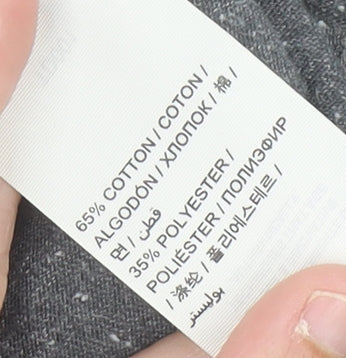 65% COTTON / COTON /
ALGODÓN / ХЛОПОК / 棉 /
면 / قطن
35% POLYESTER /
POLIÉSTER / ПОЛИЭФИР
/ 涤纶 / 폴리에스테르 /
بوليستر